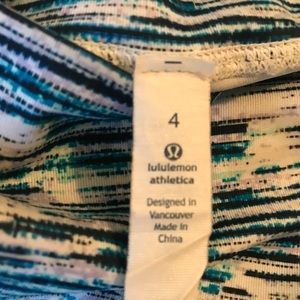 4
lululemon
athletica
Designed in
Vancouver
Made in
China